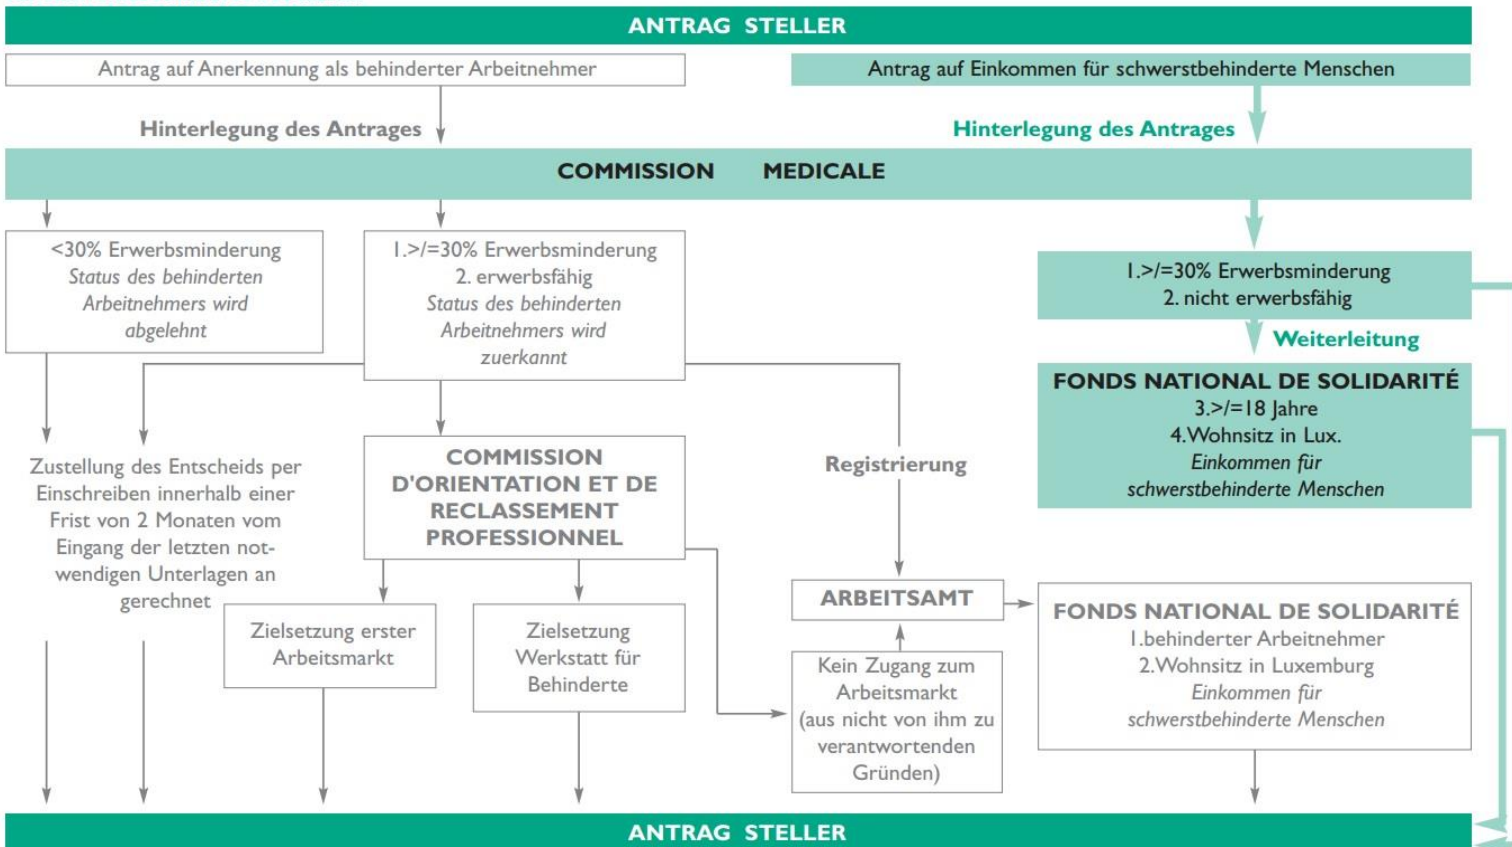 ANTRAG STELLER
Antrag auf Anerkennung als behinderter Arbeitnehmer
Antrag auf Einkommen für schwerstbehinderte Menschen
Hinterlegung des Antrages
Hinterlegung des Antrages
COMMISSION MEDICALE
<30% Erwerbsminderung
Status des behinderten
Arbeitnehmers wird
abgelehnt
1.>/=30% Erwerbsminderung
2. erwerbsfähig
Status des behinderten
Arbeitnehmers wird
zuerkannt
1.>/=30% Erwerbsminderung
2. nicht erwerbsfähig
Weiterleitung
FONDS NATIONAL DE SOLIDARITÉ
3.>/=18 Jahre
4.Wohnsitz in Lux.
Einkommen für
schwerstbehinderte Menschen
Zustellung des Entscheids per
Einschreiben innerhalb einer
Frist von 2 Monaten vom
Eingang der letzten not-
wendigen Unterlagen an
gerechnet
COMMISSION
D'ORIENTATION ET DE
RECLASSEMENT
PROFESSIONNEL
Registrierung
Zielsetzung erster
Arbeitsmarkt
Zielsetzung
Werkstatt für
Behinderte
ARBEITSAMT
Kein Zugang zum
Arbeitsmarkt
(aus nicht von ihm zu
verantwortenden
Gründen)
FONDS NATIONAL DE SOLIDARITÉ
1.behinderter Arbeitnehmer
2.Wohnsitz in Luxemburg
Einkommen für
schwerstbehinderte Menschen
ANTRAG STELLER